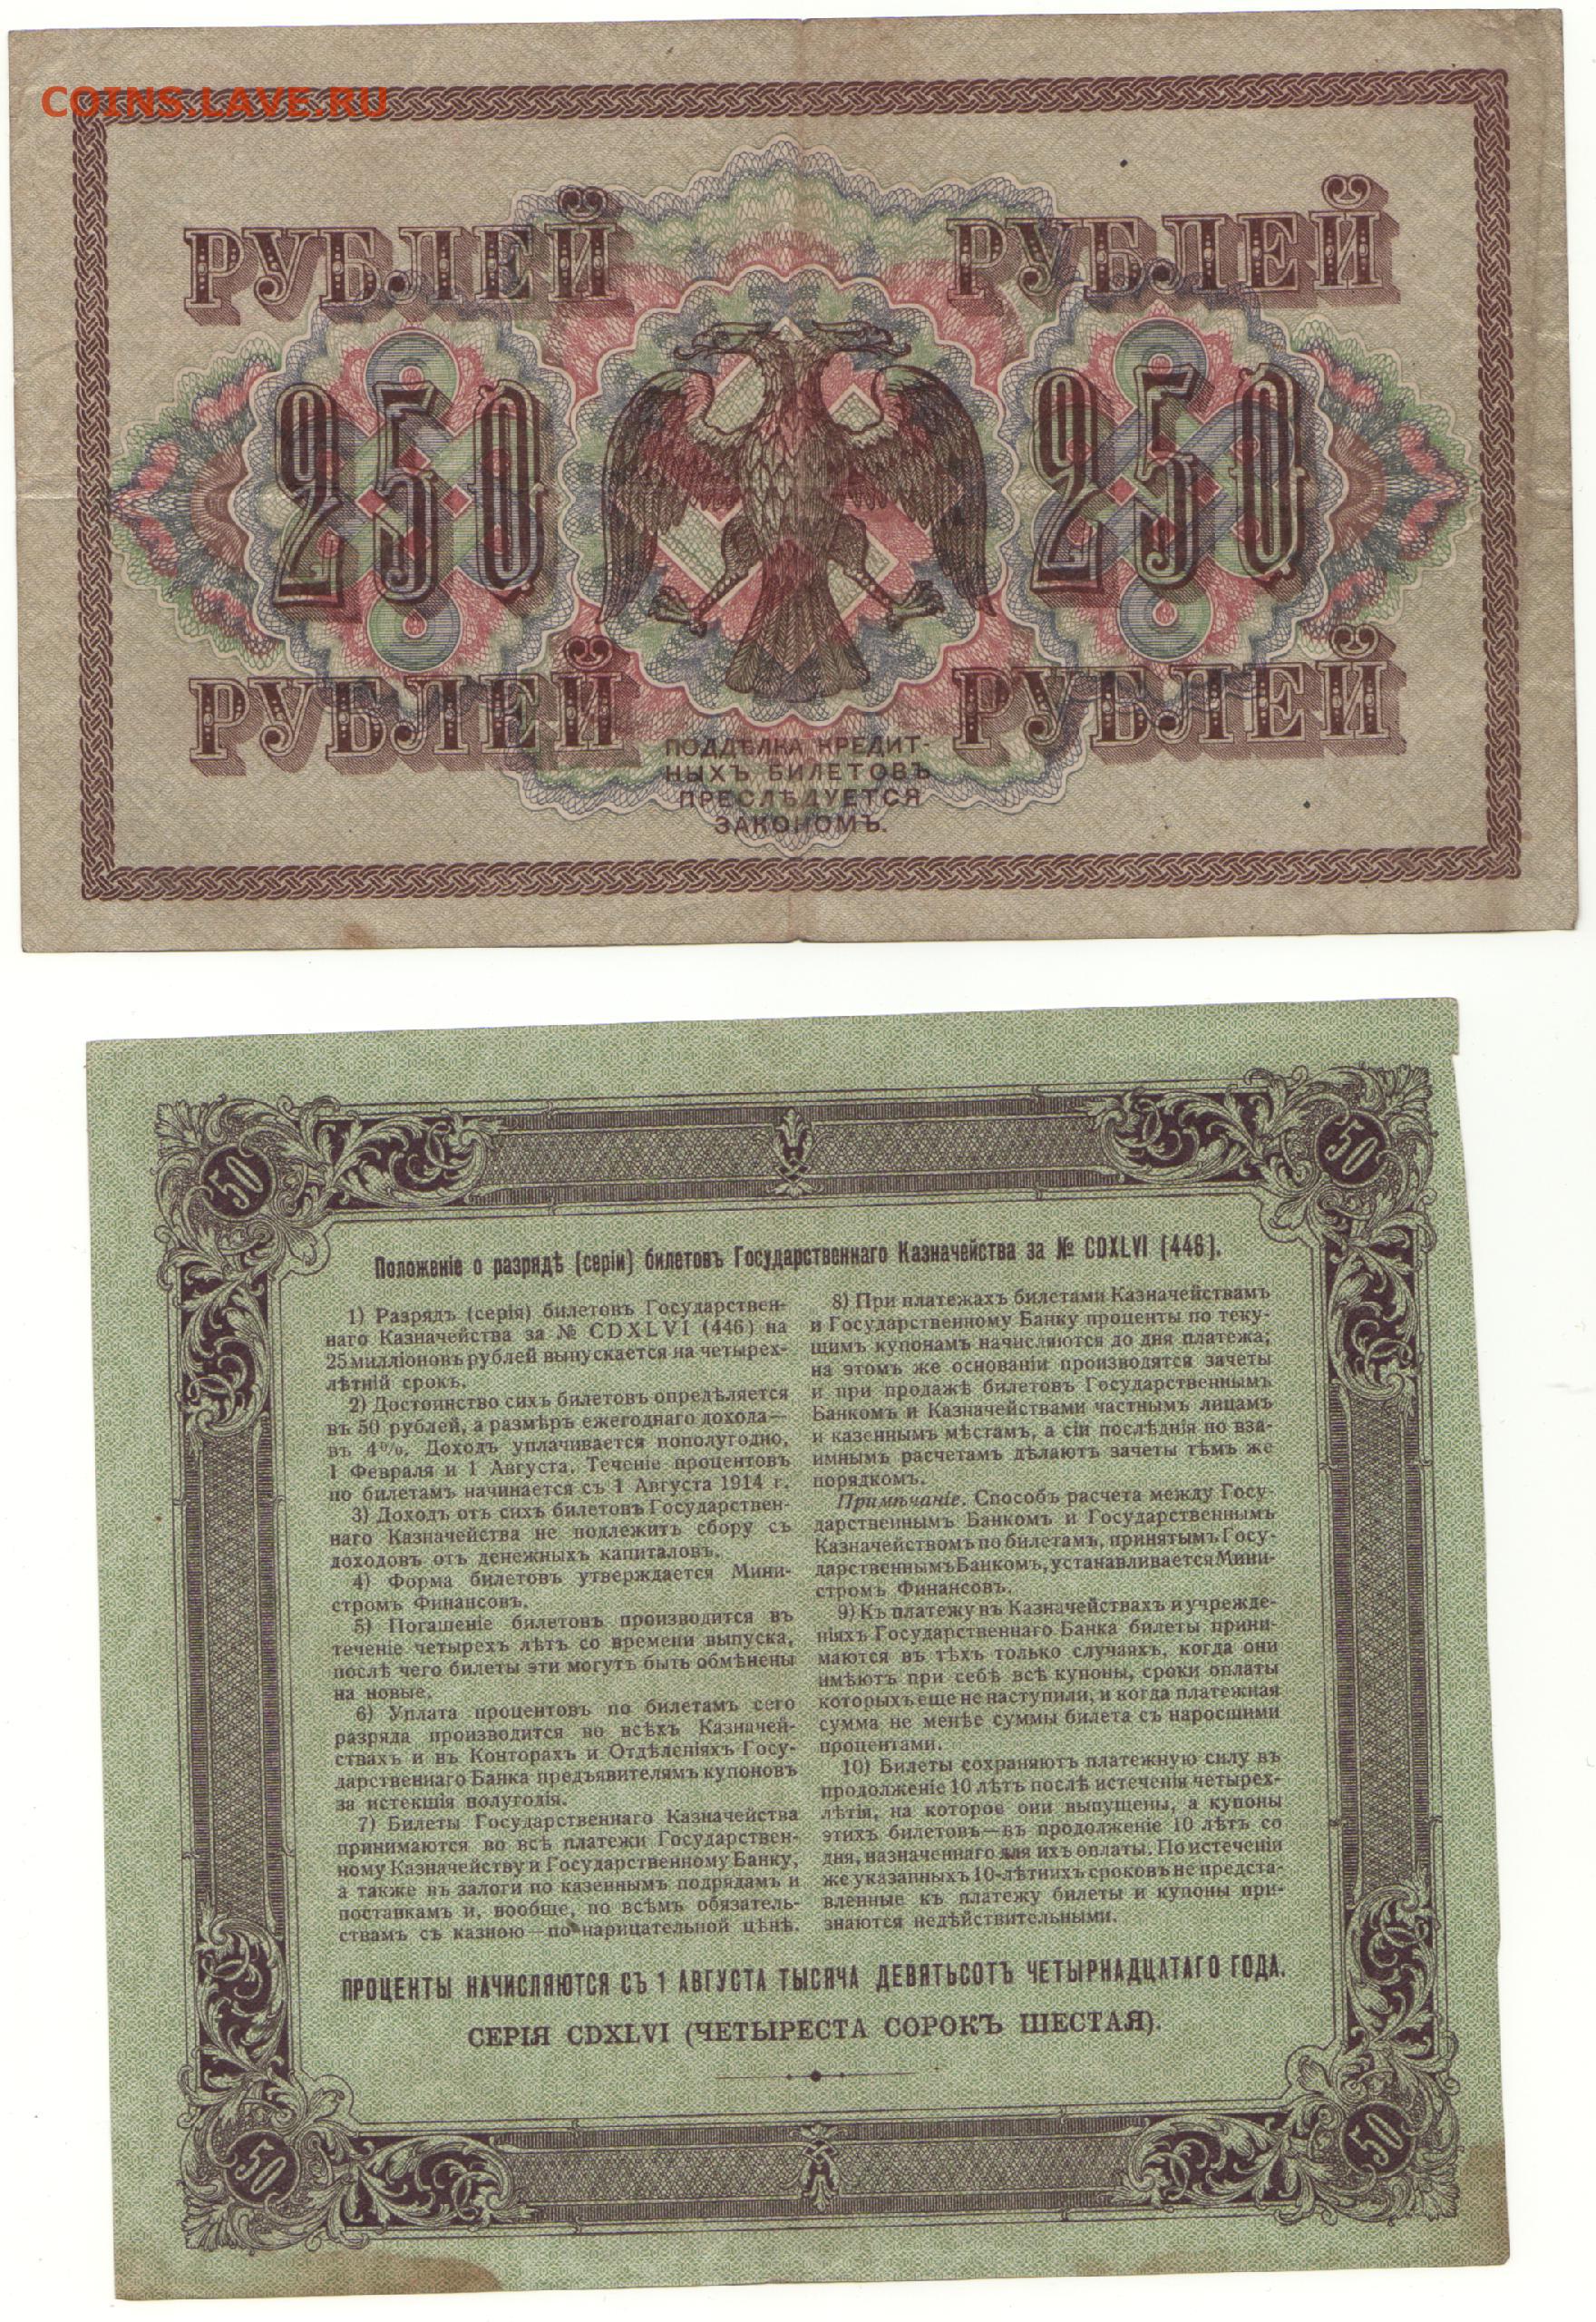 COINS.LAVE.RU
РУБЛЕЙ РУБЛЕЙ
250 250
РУБЛЕЙ РУБЛЕЙ
ПОДДѢЛКА КРЕДИТ-
НЫХЪ БИЛЕТОВЪ
ПРЕСЛѢДУЕТСЯ
ЗАКОНОМЪ.
50 50
Положеніе о разрядѣ (серіи) билетовъ Государственнаго Казначейства за № CDXLVI (446).
1) Разрядъ (серія) билетовъ Государствен-
наго Казначейства за № CDXLVI (446) на
25 милліоновъ рублей выпускается на четырех-
лѣтній срокъ.
2) Достоинство сихъ билетовъ опредѣляется
въ 50 рублей, а размѣръ ежегоднаго дохода—
въ 4%. Доходъ уплачивается пополугодно,
1 Февраля и 1 Августа. Теченіе процентовъ
по билетамъ начинается съ 1 Августа 1914 г.
3) Доходъ отъ сихъ билетовъ Государствен-
наго Казначейства не подлежитъ сбору съ
доходовъ отъ денежныхъ капиталовъ.
4) Форма билетовъ утверждается Мини-
стромъ Финансовъ.
5) Погашеніе билетовъ производится въ
теченіе четырехъ лѣтъ со времени выпуска,
послѣ чего билеты эти могутъ быть обмѣнены
на новые.
6) Уплата процентовъ по билетамъ сего
разряда производится во всѣхъ Казначей-
ствахъ и въ Конторахъ и Отдѣленіяхъ Госу-
дарственнаго Банка предъявителямъ купоновъ
за истекшія полугодія.
7) Билеты Государственнаго Казначейства
принимаются во всѣ платежи Государствен-
ному Казначейству и Государственному Банку,
а также въ залоги по казеннымъ подрядамъ и
поставкамъ и, вообще, по всѣмъ обязатель-
ствамъ съ казною—по нарицательной цѣнѣ.
8) При платежахъ билетами Казначействамъ
и Государственному Банку проценты по теку-
щимъ купонамъ начисляются до дня платежа;
на этомъ же основаніи производятся зачеты
и при продажѣ билетовъ Государственнымъ
Банкомъ и Казначействами частнымъ лицамъ
и казеннымъ мѣстамъ, а сіи послѣднія по вза-
имнымъ расчетамъ дѣлаютъ зачеты тѣмъ же
порядкомъ.
Примѣчаніе. Способъ расчета между Госу-
дарственнымъ Банкомъ и Государственнымъ
Казначействомъ по билетамъ, принятымъ Госу-
дарственнымъ Банкомъ, устанавливается Мини-
стромъ Финансовъ.
9) Къ платежу въ Казначействахъ и учрежде-
ніяхъ Государственнаго Банка билеты прини-
маются въ тѣхъ только случаяхъ, когда они
имѣютъ при себѣ всѣ купоны, сроки оплаты
которыхъ еще не наступили, и когда платежная
сумма не менѣе суммы билета съ наросшими
процентами.
10) Билеты сохраняютъ платежную силу въ
продолженіе 10 лѣтъ послѣ истеченія четырех-
лѣтія, на которое они выпущены, а купоны
этихъ билетовъ—въ продолженіе 10 лѣтъ со
дня, назначеннаго для ихъ оплаты. По истеченіи
же указанныхъ 10-лѣтнихъ сроковъ не предста-
вленные къ платежу билеты и купоны при-
знаются недѣйствительными.
ПРОЦЕНТЫ НАЧИСЛЯЮТСЯ СЪ 1 АВГУСТА ТЫСЯЧА ДЕВЯТЬСОТЪ ЧЕТЫРНАДЦАТАГО ГОДА.
СЕРІЯ CDXLVI (ЧЕТЫРЕСТА СОРОКЪ ШЕСТАЯ).
50 50